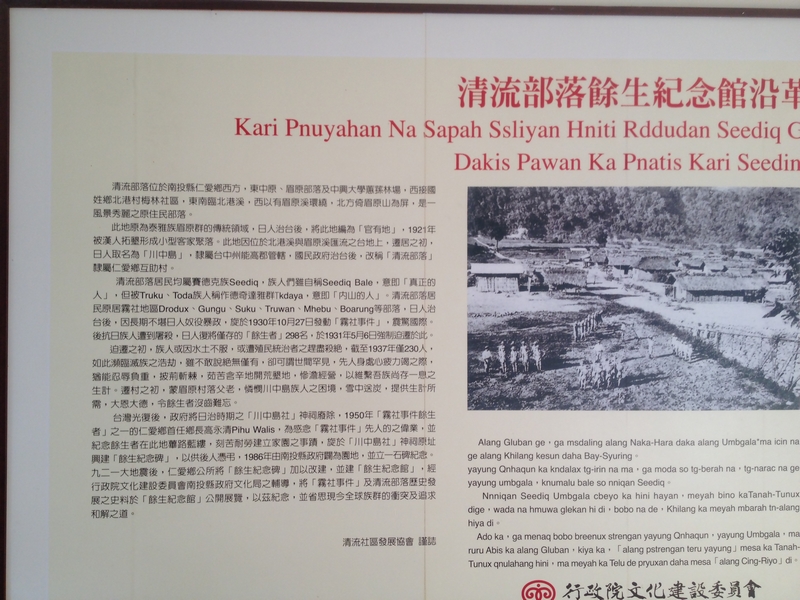 清流部落餘生紀念館沿革
Kari Pnuyahan Na Sapah Ssliyan Hniti Rddudan Seediq G
Dakis Pawan Ka Pnatis Kari Seedin
清流部落位於南投縣仁愛鄉西方，東中原、眉原部落及中興大學蕙蓀林場，西接國
姓鄉北港村梅林社區，東南臨北港溪，西以有眉原溪環繞，北方倚眉原山為屏，是一
風景秀麗之原住民部落。
此地原為泰雅族眉原群的傳統領域，日人治台後，將此地編為「官有地」，1921年
被漢人拓墾形成小型客家聚落。此地因位於北港溪與眉原溪匯流之台地上，遷居之初，
日人取名為「川中島」，隸屬台中州能高郡管轄，國民政府治台後，改稱「清流部落」
隸屬仁愛鄉互助村。
清流部落居民均屬賽德克族Seediq，族人們雖自稱Seediq Bale，意即「真正的
人」，但被Truku、Toda族人稱作德奇達雅群Tkdaya，意即「內山的人」。清流部落居
民原居霧社地區Drodux、Gungu、Suku、Truwan、Mhebu、Boarung等部落，日人治
台後，因長期不堪日人奴役暴政，旋於1930年10月27日發動「霧社事件」，震驚國際。
後抗日族人遭到屠殺，日人復將僅存的「餘生者」298名，於1931年5月6日強制迫遷於此。
迫遷之初，族人或因水土不服，或遭殖民統治者之趕盡殺絕，截至1937年僅230人，
如此瀕臨滅族之浩劫，雖不敢說絕無僅有，卻可謂世間罕見，先人身處心疲力竭之際，
猶能忍辱負重，披荊斬棘，茹苦含辛地開荒墾地，慘澹經營，以維繫吾族尚存一息之
生計。遷村之初，蒙眉原村落父老，憐憫川中島族人之困境，雪中送炭，提供生計所
需，大恩大德，令餘生者沒齒難忘。
台灣光復後，政府將日治時期之「川中島社」神祠廢除，1950年「霧社事件餘生
者」之一的仁愛鄉首任鄉長高永清Pihu Walis，為感念「霧社事件」先人的之偉業，並
紀念餘生者在此地篳路藍縷，刻苦耐勞建立家園之事蹟，旋於「川中島社」神祠原址
興建「餘生紀念碑」，以供後人憑弔，1986年由南投縣政府闢為園地，並立一石碑紀念。
九二一大地震後，仁愛鄉公所將「餘生紀念碑」加以改建，並建「餘生紀念館」，經
行政院文化建設委員會南投縣政府文化局之輔導，將「霧社事件」及清流部落歷史發
展之史料於「餘生紀念館」公開展覽，以茲紀念，並省思現今全球族群的衝突及追求
和解之道。
清流社區發展協會 謹誌
Alang Gluban ge，ga msdaling alang Naka-Hara daka alang Umbgala"ma icin na
ge alang Khilang kesun daha Bay-Syuring。
yayung Qnhaqun ka kndalax tg-irin na ma，ga moda so tg-berah na，tg-narac na ge
yayung umbgala，knumalu bale so nniqan Seediq。
Nnniqan Seediq Umbgala cbeyo ka hini hayan，meyah bino kaTanah-Tunux
dige，wada na hmuwa glekan hi di，bobo na de，Khilang ka meyah mbarah tn-alang
hiya di。
Ado ka，ga menaq bobo breenux strengan yayung Qnhaqun，yayung Umbgala，ma
ruru Abis ka alang Gluban，kiya ka，「alang pstrengan teru yayung」mesa ka Tanah-
Tunux qnulahang hini，ma meyah ka Telu de pryuxan daha mesa「alang Cing-Riyo」di。
行政院文化建設委員會